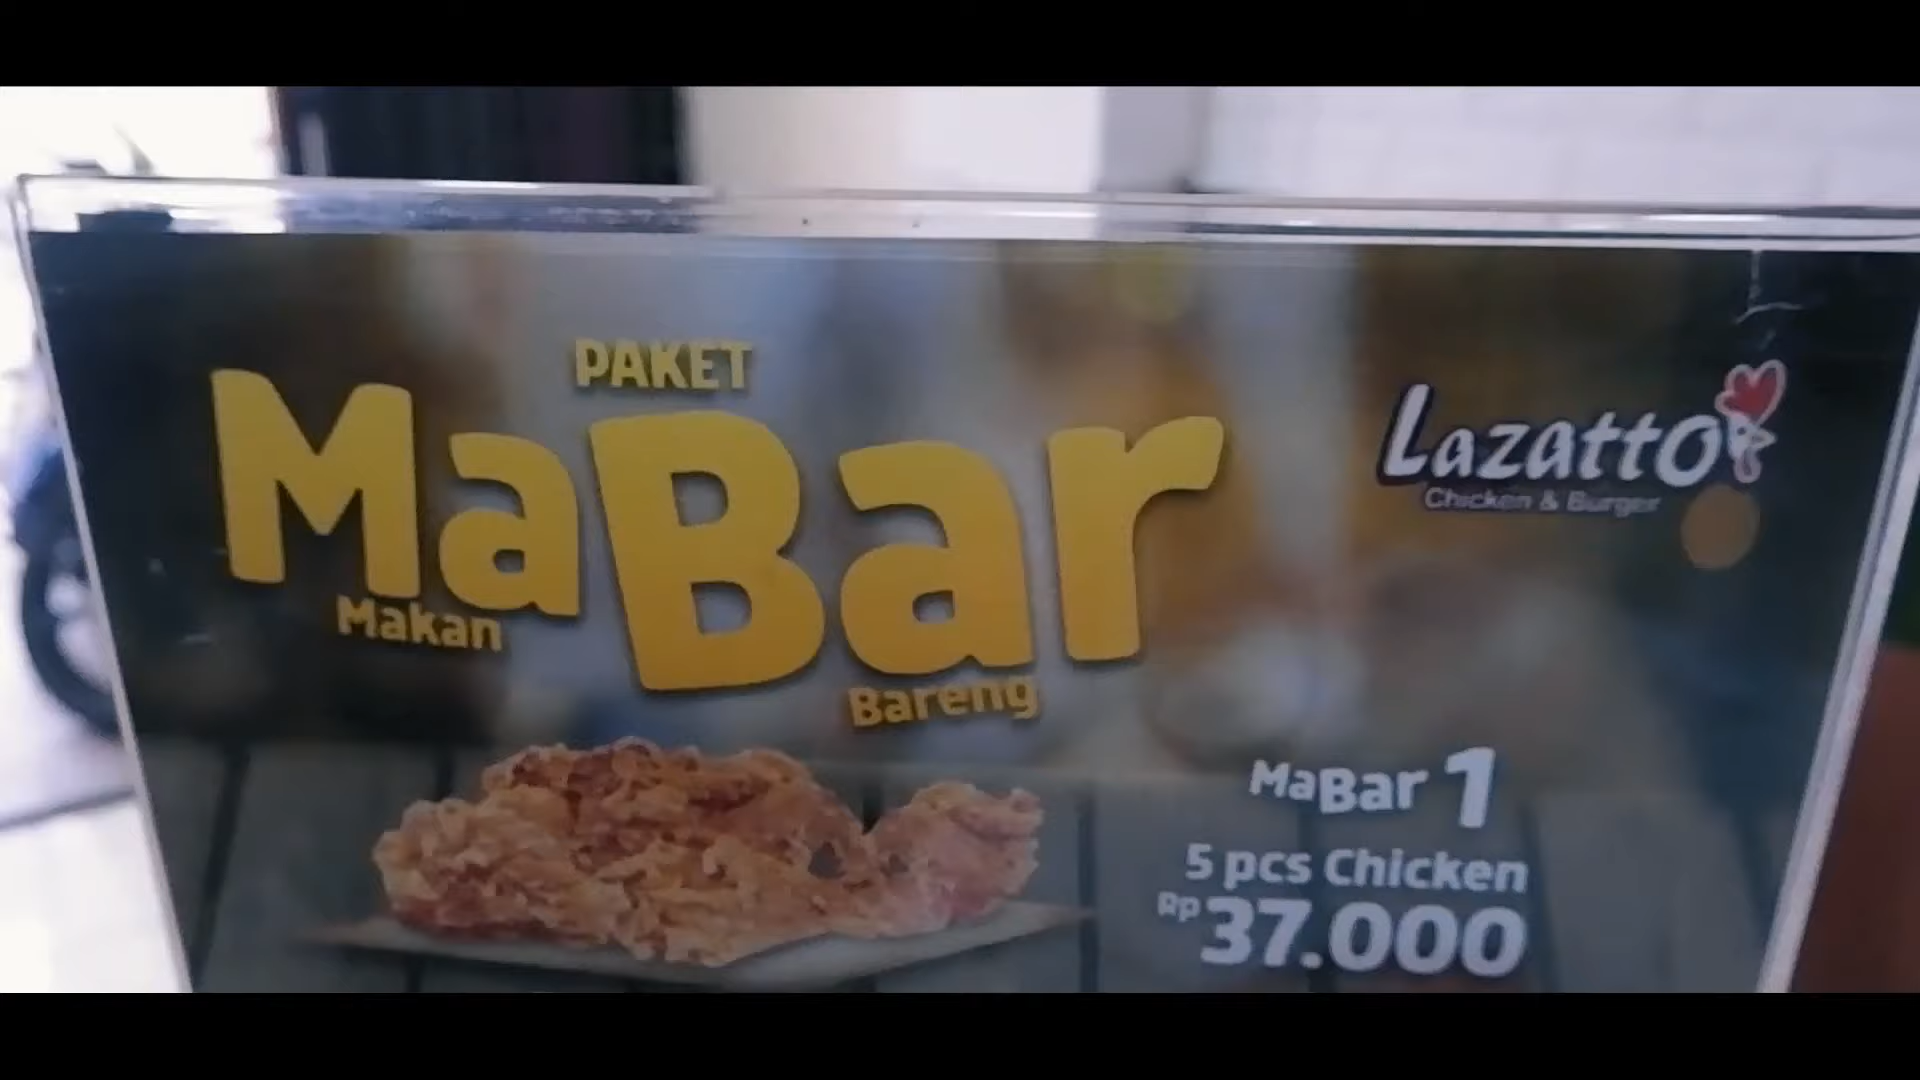 PAKET
MaBar
Makan
Bareng
Lazatto
Chicken & Burger
MaBar 1
5 pcs Chicken
Rp 37.000